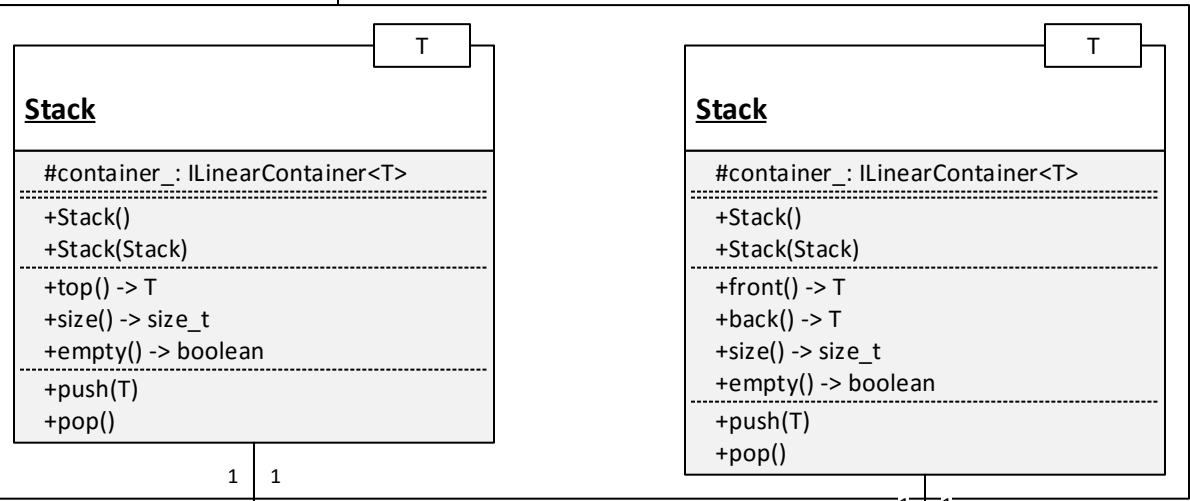 T
Stack
#container_: ILinearContainer<T>
+Stack()
+Stack(Stack)
+top() -> T
+size() -> size_t
+empty() -> boolean
+push(T)
+pop()
1 1
T
Stack
#container_: ILinearContainer<T>
+Stack()
+Stack(Stack)
+front() -> T
+back() -> T
+size() -> size_t
+empty() -> boolean
+push(T)
+pop()